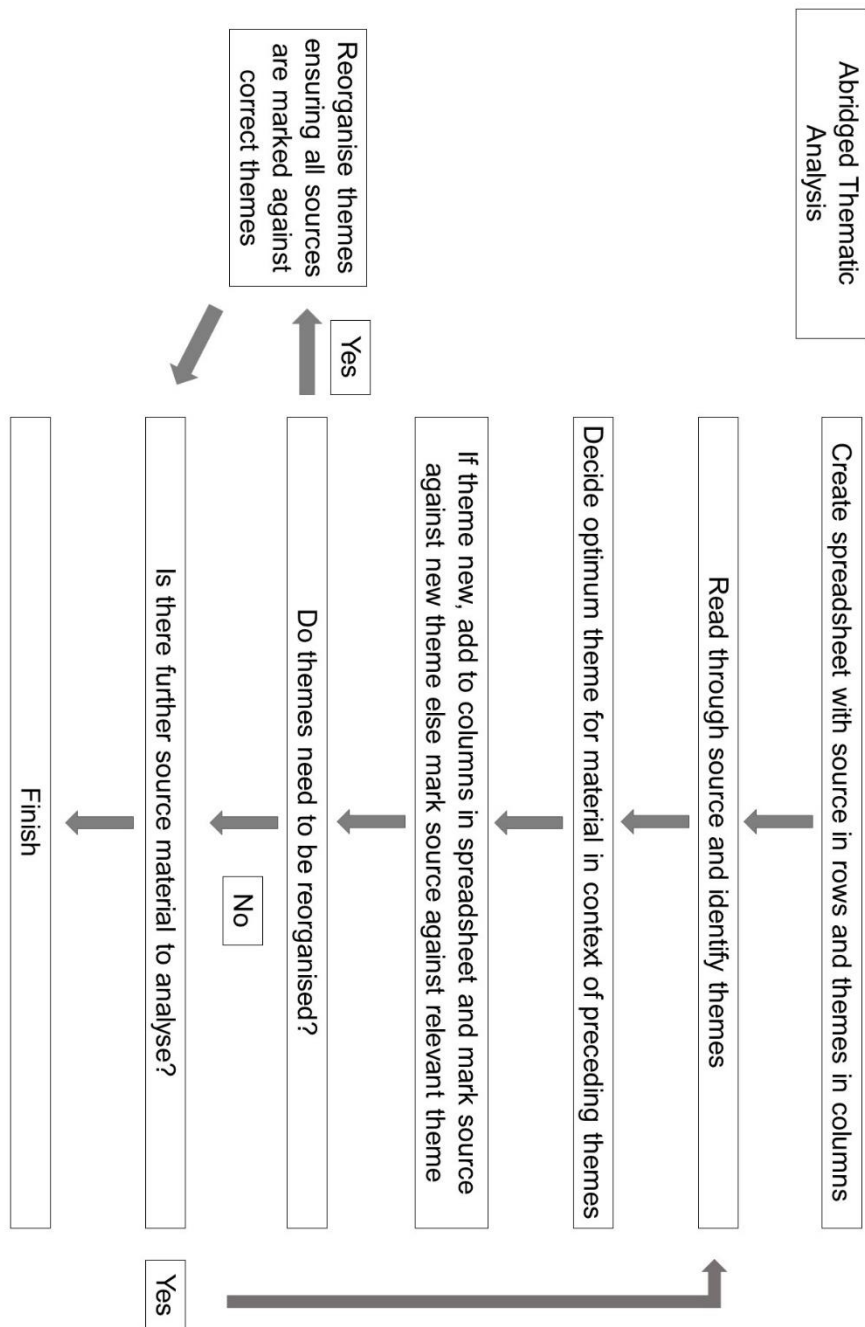 Abridged Thematic
Analysis
Create spreadsheet with source in rows and themes in columns
Read through source and identify themes
Decide optimum theme for material in context of preceding themes
If theme new, add to columns in spreadsheet and mark source
against new theme else mark source against relevant theme
Do themes need to be reorganised?
Yes
Reorganise themes
ensuring all sources
are marked against
correct themes
No
Is there further source material to analyse?
Yes
Finish